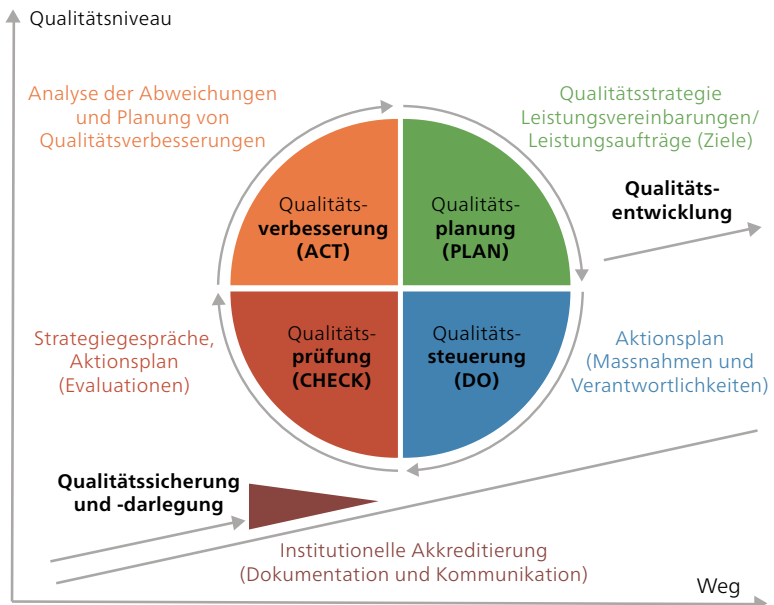 Qualitätsniveau
Analyse der Abweichungen
und Planung von
Qualitätsverbesserungen
Qualitätsstrategie
Leistungsvereinbarungen/
Leistungsaufträge (Ziele)
Qualitäts-
entwicklung
Qualitäts-
verbesserung
(ACT)
Qualitäts-
planung
(PLAN)
Strategiegespräche,
Aktionsplan
(Evaluationen)
Qualitäts-
prüfung
(CHECK)
Qualitäts-
steuerung
(DO)
Aktionsplan
(Massnahmen und
Verantwortlichkeiten)
Qualitätssicherung
und -darlegung
Institutionelle Akkreditierung
(Dokumentation und Kommunikation)
Weg